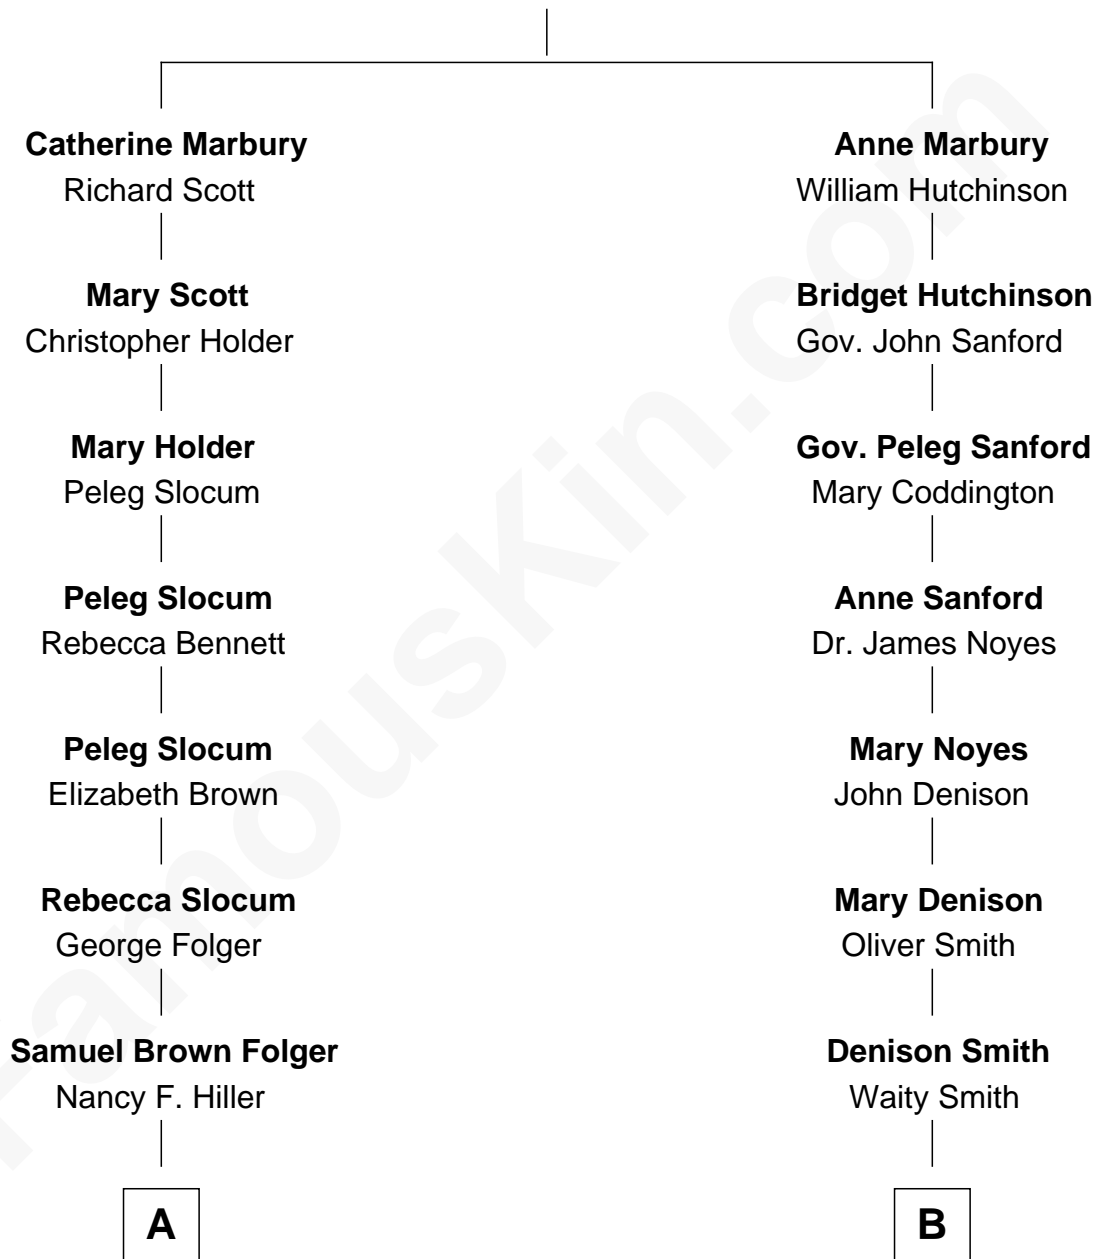 Catherine Marbury
Richard Scott
Anne Marbury
William Hutchinson
Mary Scott
Christopher Holder
Bridget Hutchinson
Gov. John Sanford
Mary Holder
Peleg Slocum
Gov. Peleg Sanford
Mary Coddington
Peleg Slocum
Rebecca Bennett
Anne Sanford
Dr. James Noyes
Peleg Slocum
Elizabeth Brown
Mary Noyes
John Denison
Rebecca Slocum
George Folger
Mary Denison
Oliver Smith
Samuel Brown Folger
Nancy F. Hiller
Denison Smith
Waity Smith
A
B
FamousKin.com